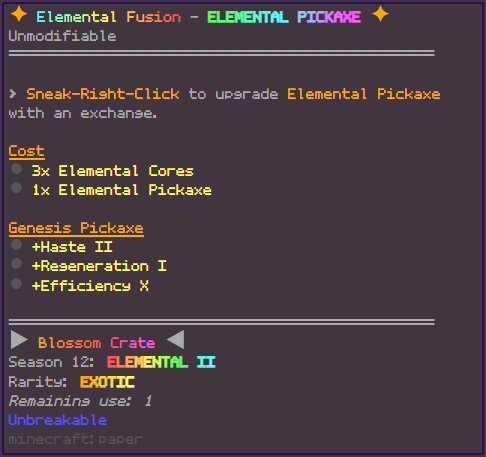 ✦ Elemental Fusion - ELEMENTAL PICKAXE ✦
Unmodifiable
> Sneak-Right-Click to upgrade Elemental Pickaxe
with an exchange.
Cost
● 3x Elemental Cores
● 1x Elemental Pickaxe
Genesis Pickaxe
● +Haste II
● +Regeneration I
● +Efficiency X
▶ Blossom Crate ◀
Season 12: ELEMENTAL II
Rarity: EXOTIC
Remaining use: 1
Unbreakable
minecraft:paper